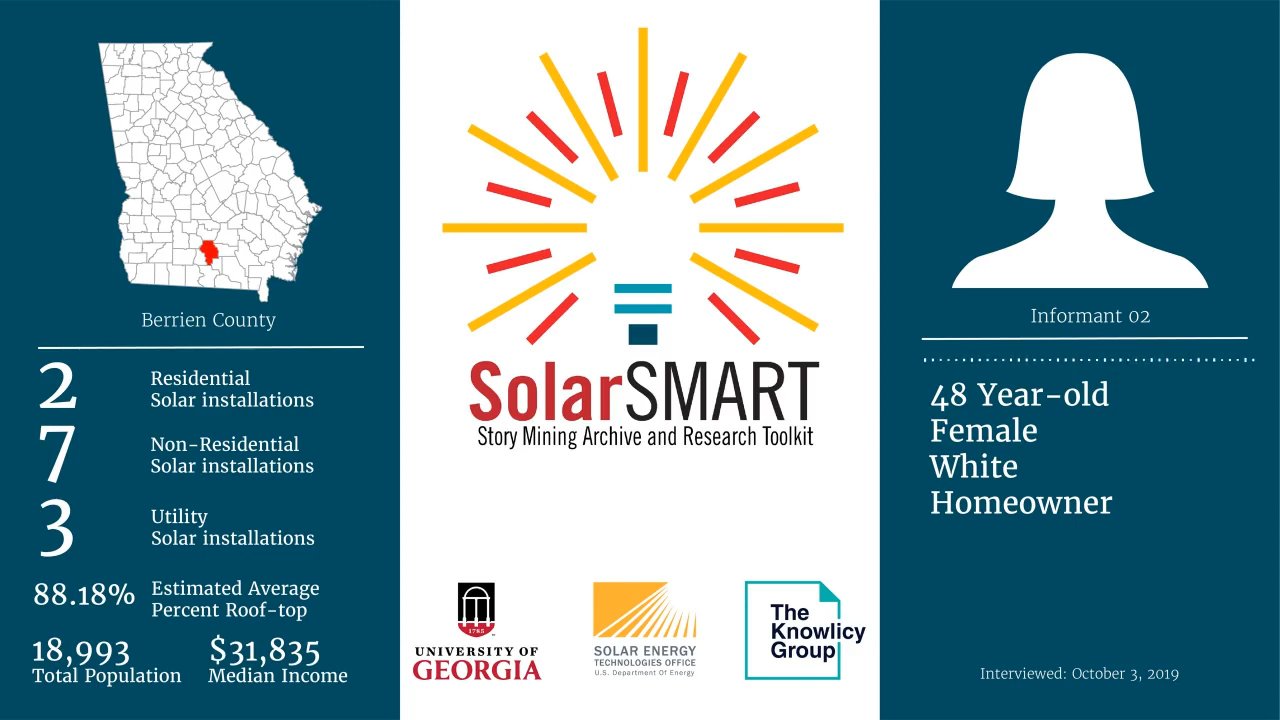 Berrien County
2
Residential
Solar installations
7
Non-Residential
Solar installations
3
Utility
Solar installations
88.18%
Estimated Average
Percent Roof-top
18,993
Total Population
$31,835
Median Income
SolarSMART
Story Mining Archive and Research Toolkit
1785
UNIVERSITY OF
GEORGIA
SOLAR ENERGY
TECHNOLOGIES OFFICE
U.S. Department Of Energy
The
Knowlicy
Group
Informant 02
48 Year-old
Female
White
Homeowner
Interviewed: October 3, 2019